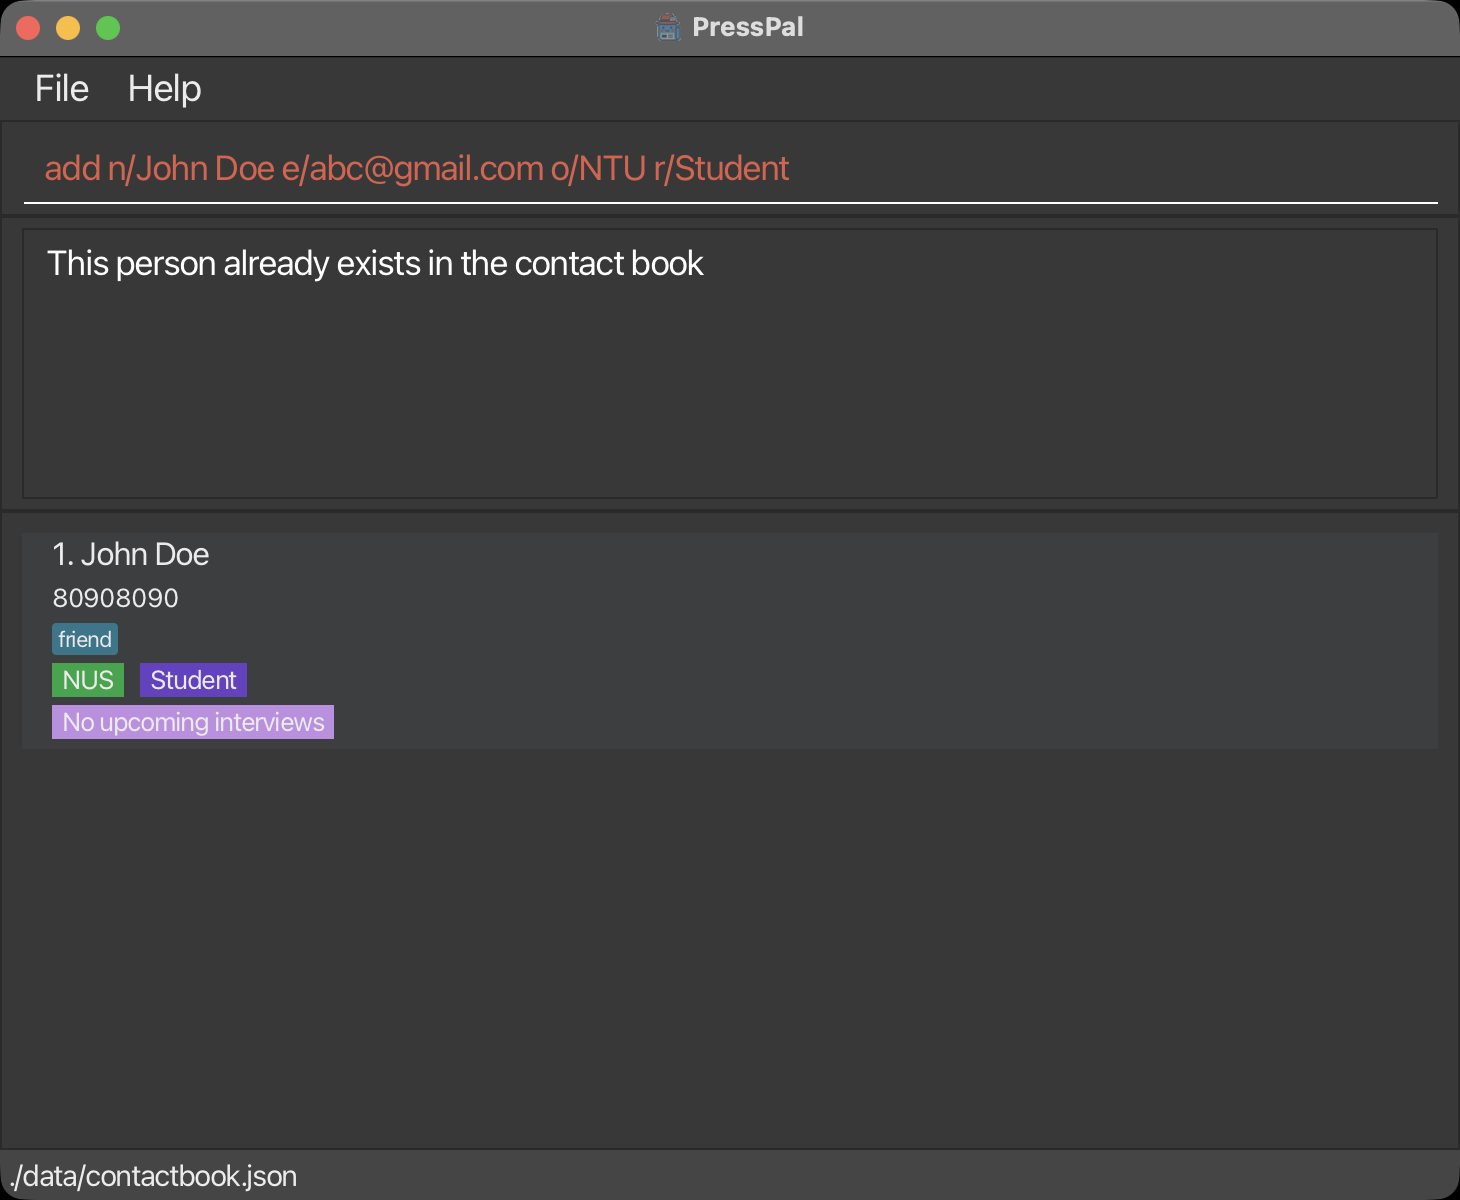 PressPal
File Help
add n/John Doe e/abc@gmail.com o/NTU r/Student
This person already exists in the contact book
1. John Doe
80908090
friend
NUS Student
No upcoming interviews
./data/contactbook.json